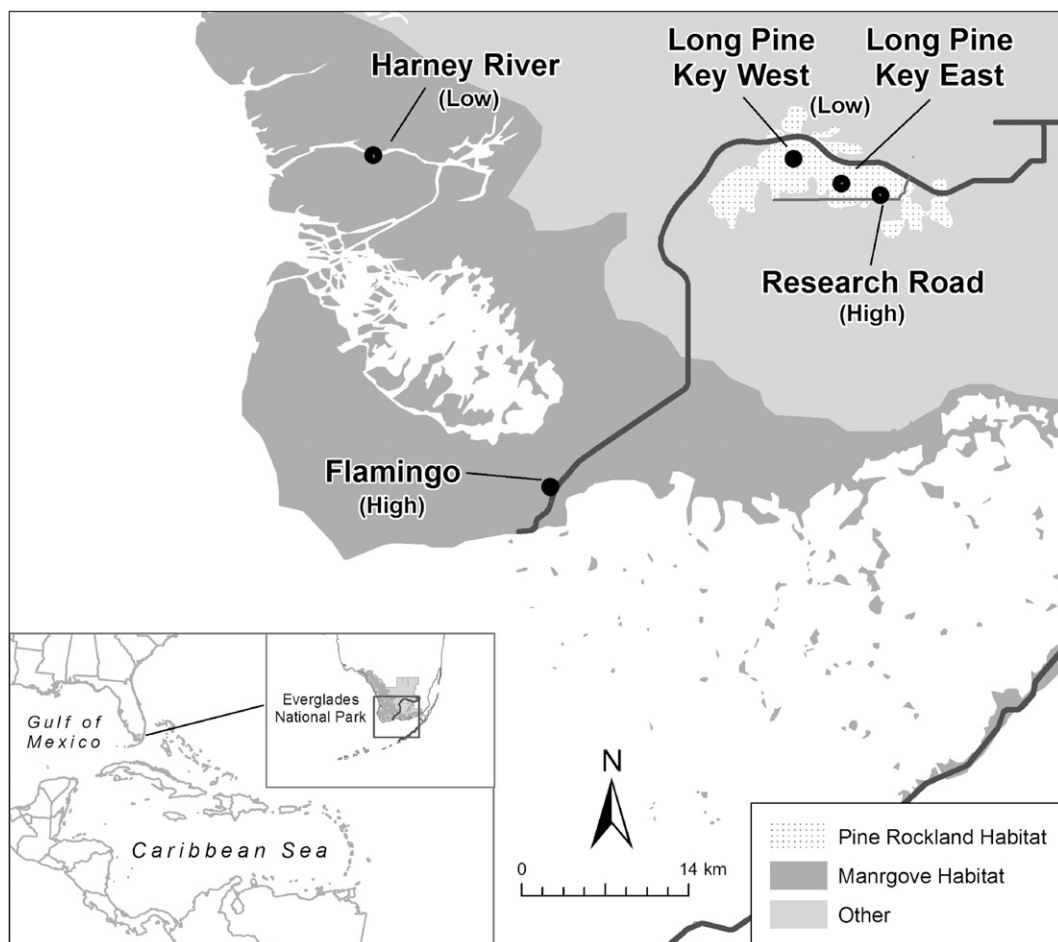 Harney River
(Low)
Long Pine
Key West
Long Pine
Key East
(Low)
Research Road
(High)
Flamingo
(High)
Everglades
National Park
Gulf of
Mexico
Caribbean Sea
N
0
14 km
Pine Rockland Habitat
Manrgove Habitat
Other